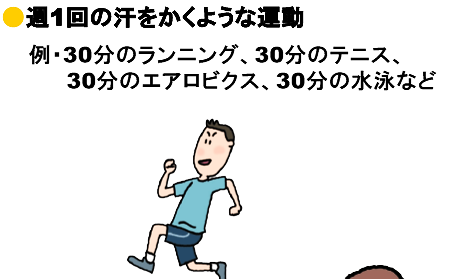 ●週1回の汗をかくような運動
例・30分のランニング、30分のテニス、
30分のエアロビクス、30分の水泳など